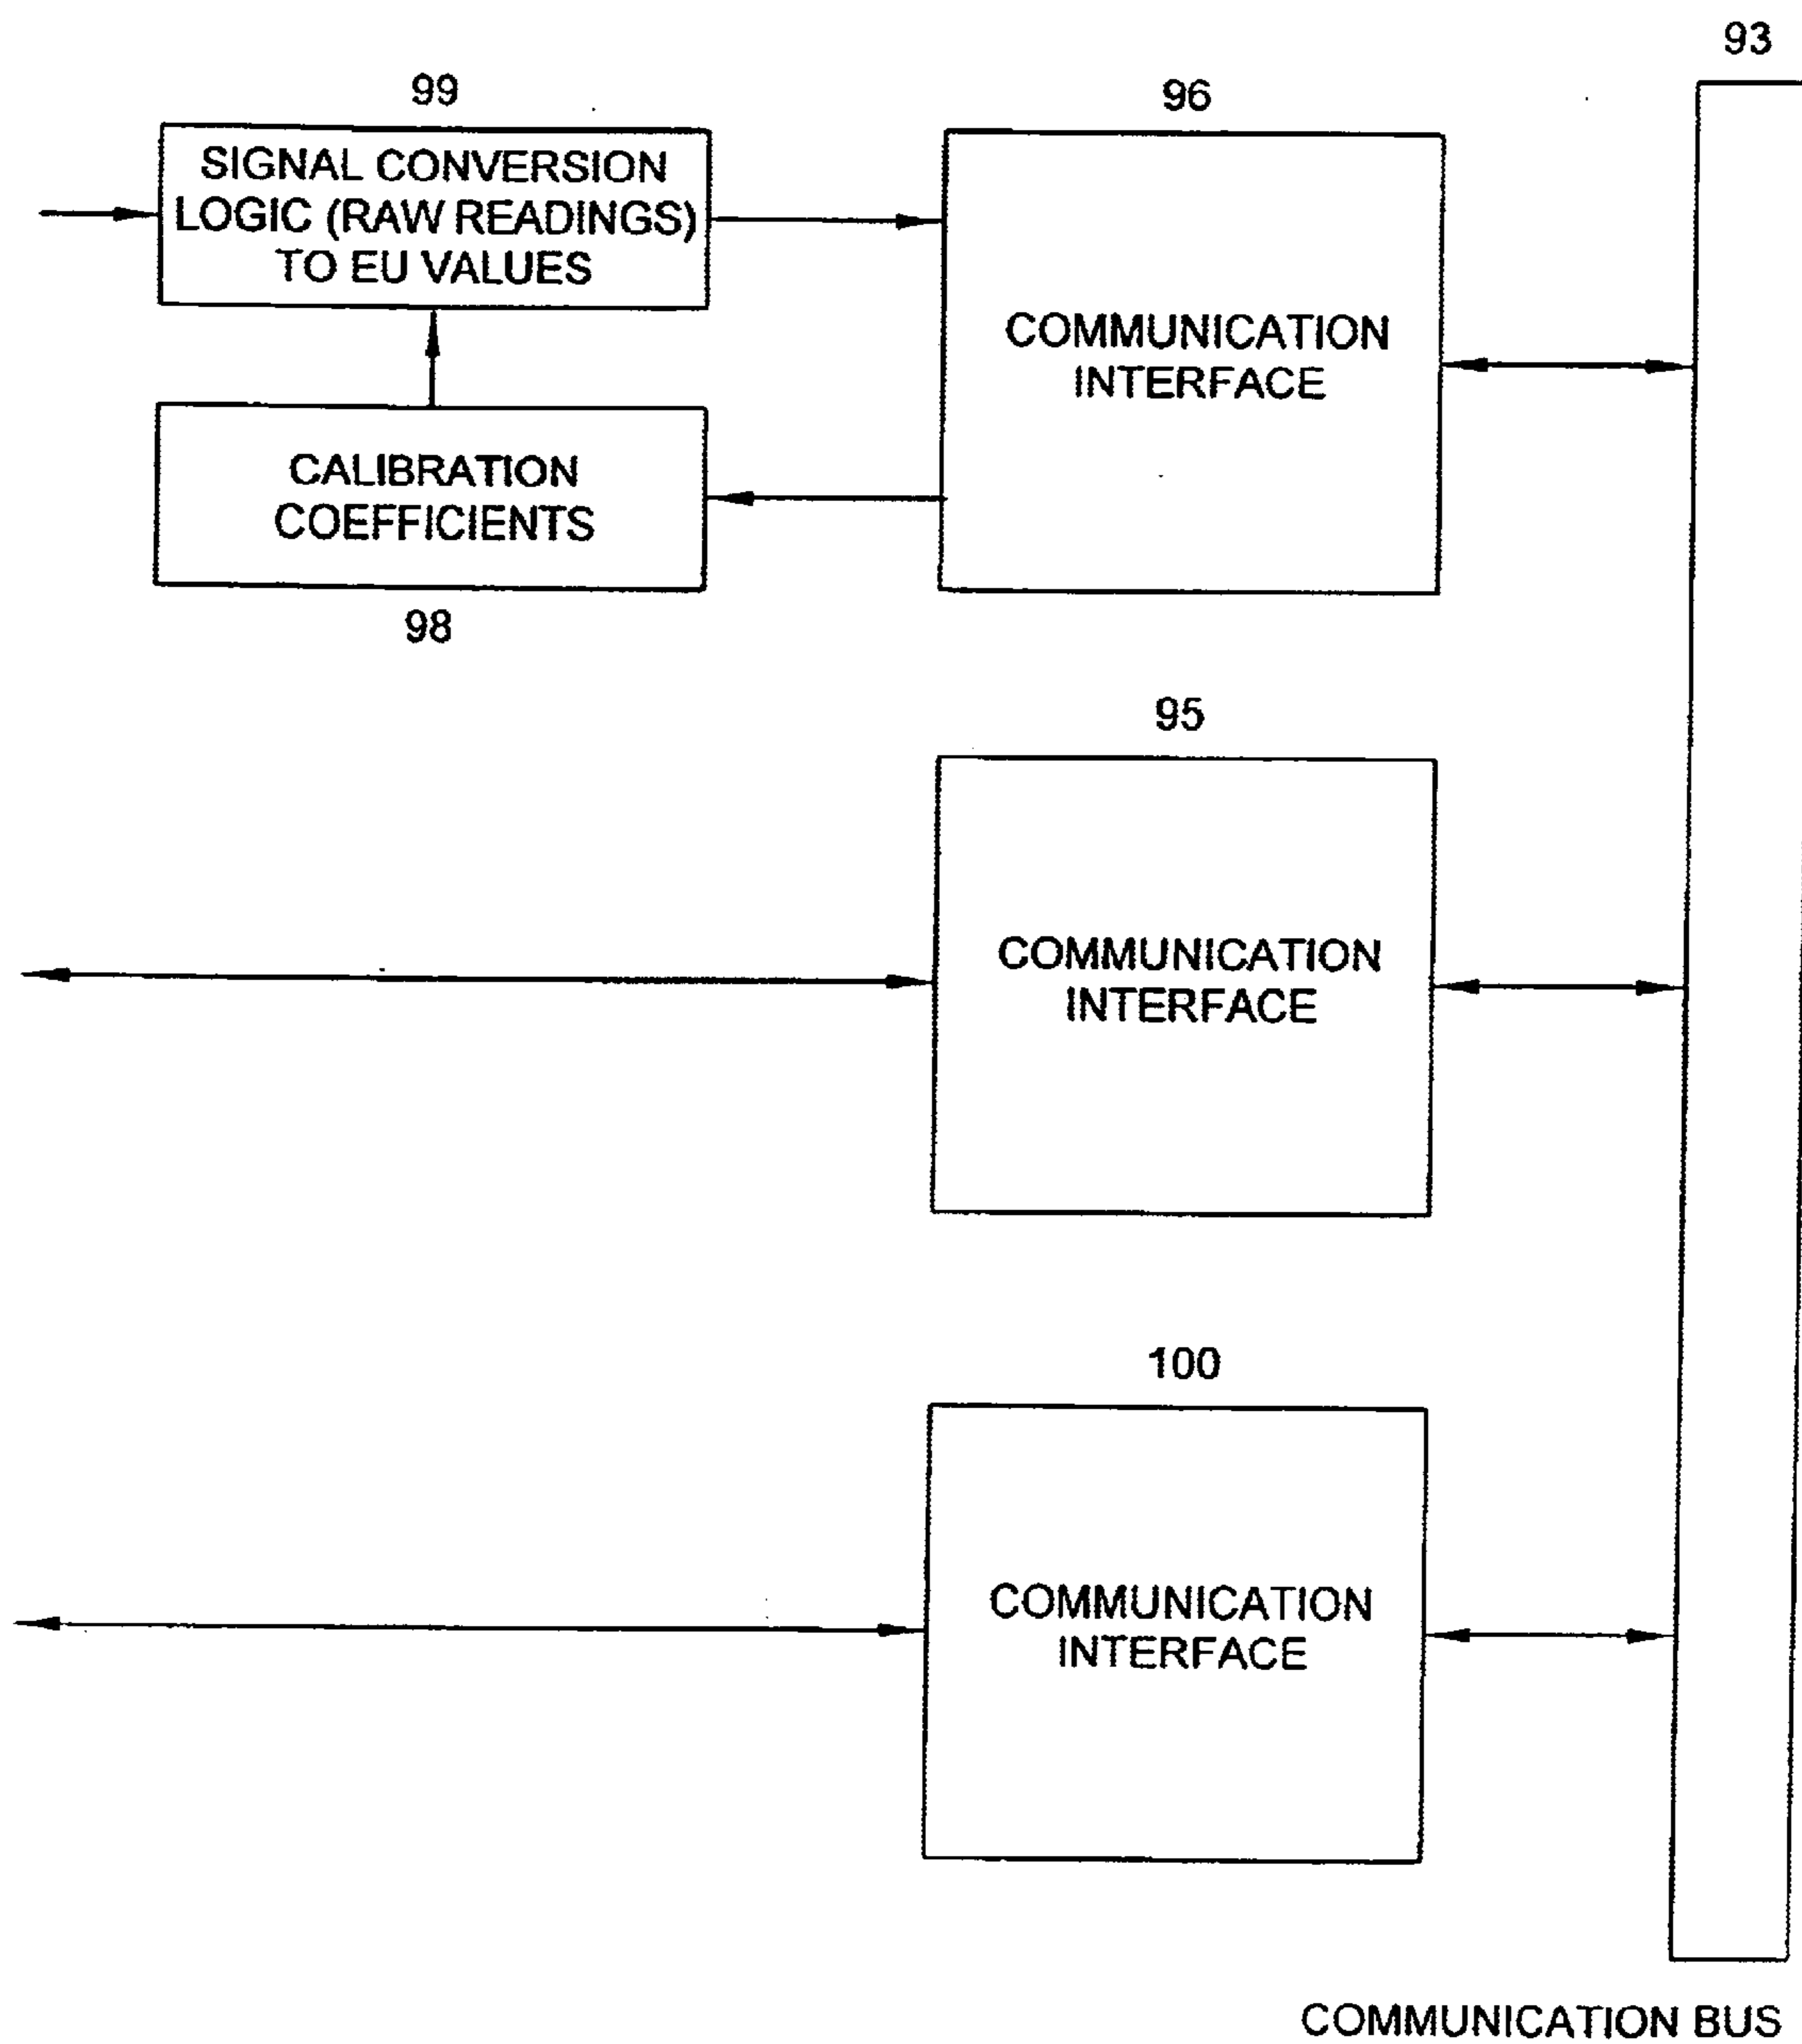 93
99
96
SIGNAL CONVERSION
LOGIC (RAW READINGS)
TO EU VALUES
COMMUNICATION
INTERFACE
CALIBRATION
COEFFICIENTS
98
95
COMMUNICATION
INTERFACE
100
COMMUNICATION
INTERFACE
COMMUNICATION BUS